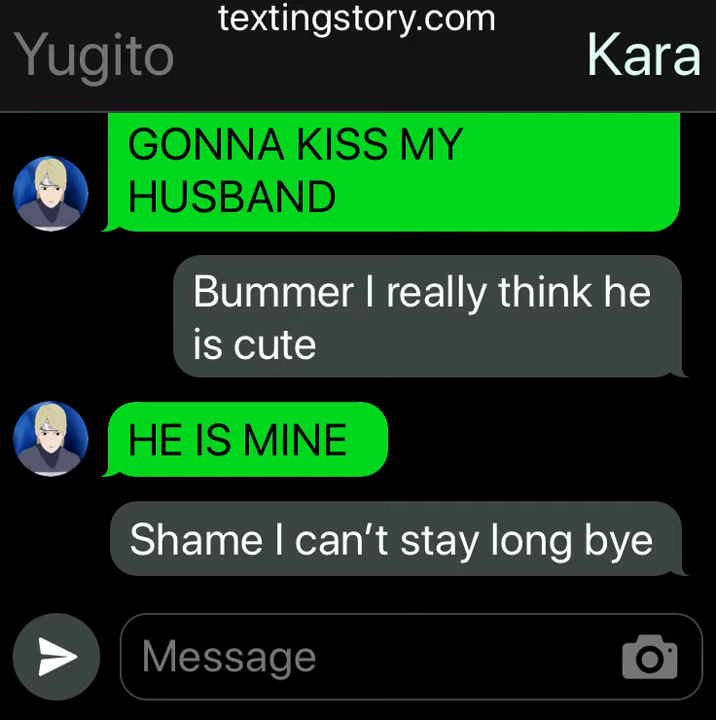 textingstory.com
Yugito
Kara
GONNA KISS MY
HUSBAND
Bummer I really think he
is cute
HE IS MINE
Shame I can’t stay long bye
Message